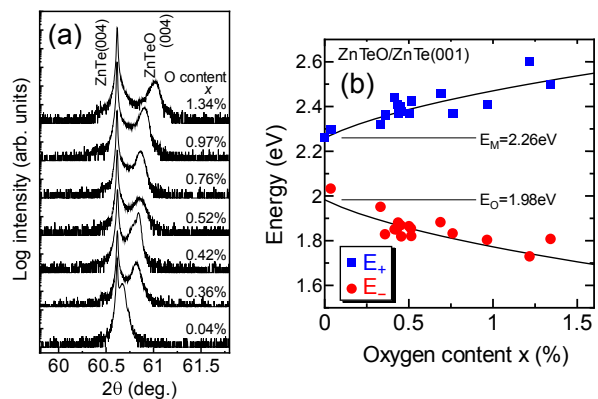 (a)
ZnTe(004)
ZnTeO
(004)
O content
x
1.34%
0.97%
0.76%
0.52%
0.42%
0.36%
0.04%
Log intensity (arb. units)
60 60.5 61 61.5
2θ (deg.)
ZnTeO/ZnTe(001)
(b)
2.6
2.4
2.2
2
1.8
1.6
Energy (eV)
E_M=2.26eV
E_O=1.98eV
E_+
E_−
0 0.5 1 1.5
Oxygen content x (%)